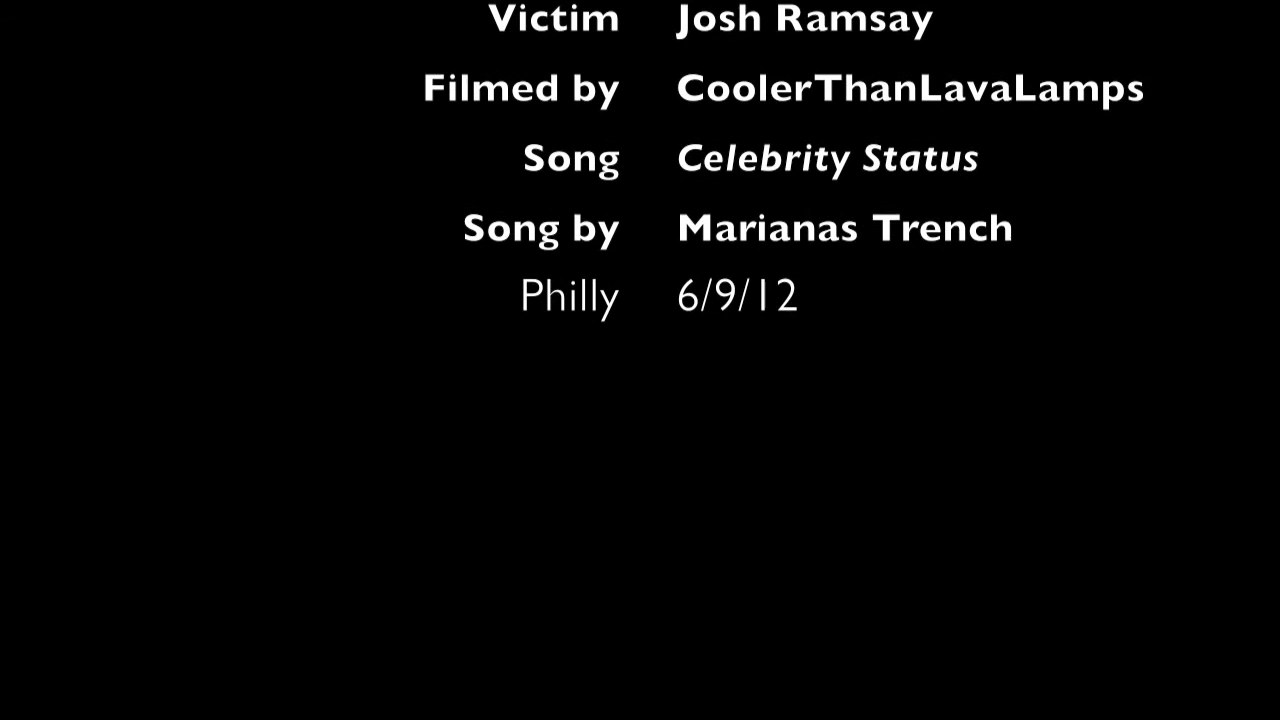 Victim Josh Ramsay
Filmed by CoolerThanLavaLamps
Song Celebrity Status
Song by Marianas Trench
Philly 6/9/12